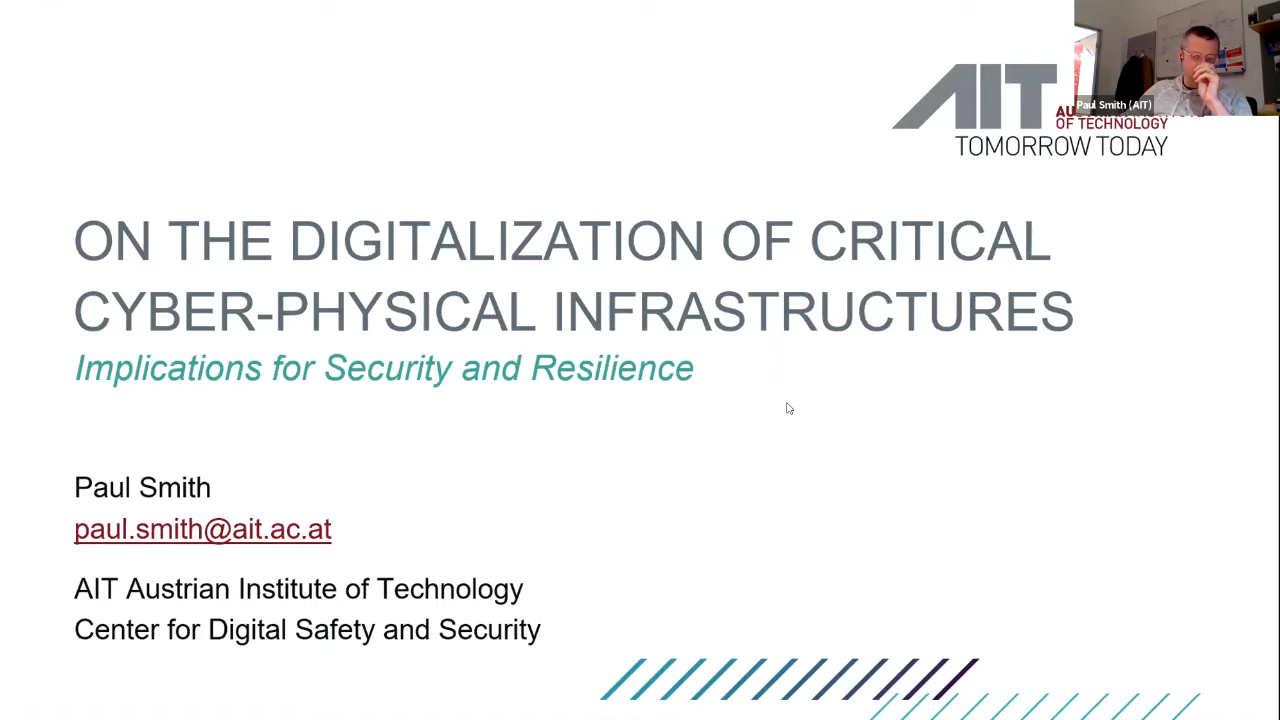 Paul Smith (AIT)
AIT
AU
OF TECHNOLOGY
TOMORROW TODAY
ON THE DIGITALIZATION OF CRITICAL
CYBER-PHYSICAL INFRASTRUCTURES
Implications for Security and Resilience
Paul Smith
paul.smith@ait.ac.at
AIT Austrian Institute of Technology
Center for Digital Safety and Security